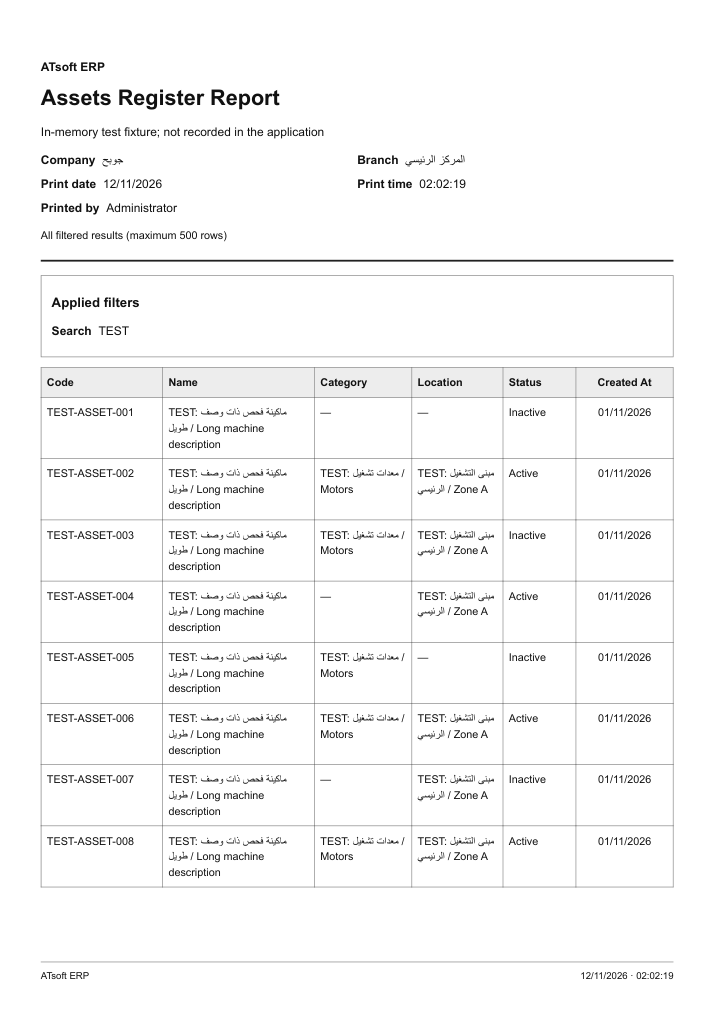 ATsoft ERP
Assets Register Report
In-memory test fixture; not recorded in the application
Company جويح
Branch المركز الرئيسي
Print date 12/11/2026
Print time 02:02:19
Printed by Administrator
All filtered results (maximum 500 rows)
Applied filters
Search TEST
Code Name Category Location Status Created At
TEST-ASSET-001 TEST: ماكينة فحص ذات وصف — — Inactive 01/11/2026
طويل / Long machine
description
TEST-ASSET-002 TEST: ماكينة فحص ذات وصف TEST: معدات تشغيل / TEST: مبنى التشغيل Active 01/11/2026
طويل / Long machine Motors الرئيسي / Zone A
description
TEST-ASSET-003 TEST: ماكينة فحص ذات وصف TEST: معدات تشغيل / TEST: مبنى التشغيل Inactive 01/11/2026
طويل / Long machine Motors الرئيسي / Zone A
description
TEST-ASSET-004 TEST: ماكينة فحص ذات وصف — TEST: مبنى التشغيل Active 01/11/2026
طويل / Long machine الرئيسي / Zone A
description
TEST-ASSET-005 TEST: ماكينة فحص ذات وصف TEST: معدات تشغيل / — Inactive 01/11/2026
طويل / Long machine Motors
description
TEST-ASSET-006 TEST: ماكينة فحص ذات وصف TEST: معدات تشغيل / TEST: مبنى التشغيل Active 01/11/2026
طويل / Long machine Motors الرئيسي / Zone A
description
TEST-ASSET-007 TEST: ماكينة فحص ذات وصف — TEST: مبنى التشغيل Inactive 01/11/2026
طويل / Long machine الرئيسي / Zone A
description
TEST-ASSET-008 TEST: ماكينة فحص ذات وصف TEST: معدات تشغيل / TEST: مبنى التشغيل Active 01/11/2026
طويل / Long machine Motors الرئيسي / Zone A
description
ATsoft ERP
12/11/2026 · 02:02:19